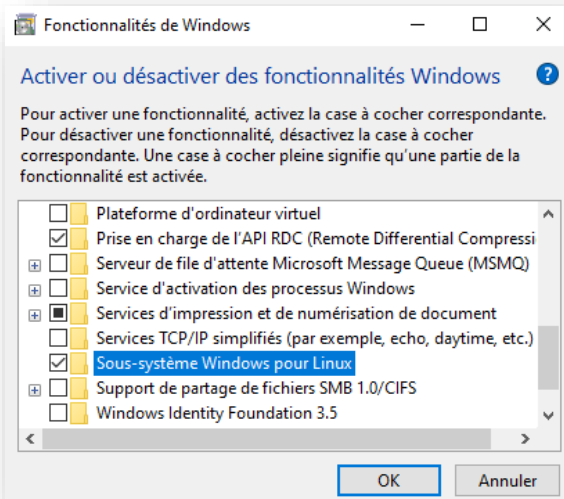 Fonctionnalités de Windows
Activer ou désactiver des fonctionnalités Windows
?
Pour activer une fonctionnalité, activez la case à cocher correspondante.
Pour désactiver une fonctionnalité, désactivez la case à cocher
correspondante. Une case à cocher pleine signifie qu'une partie de la
fonctionnalité est activée.
Plateforme d'ordinateur virtuel
Prise en charge de l'API RDC (Remote Differential Compressi
Serveur de file d'attente Microsoft Message Queue (MSMQ)
Service d'activation des processus Windows
Services d'impression et de numérisation de document
Services TCP/IP simplifiés (par exemple, echo, daytime, etc.)
Sous-système Windows pour Linux
Support de partage de fichiers SMB 1.0/CIFS
Windows Identity Foundation 3.5
OK
Annuler